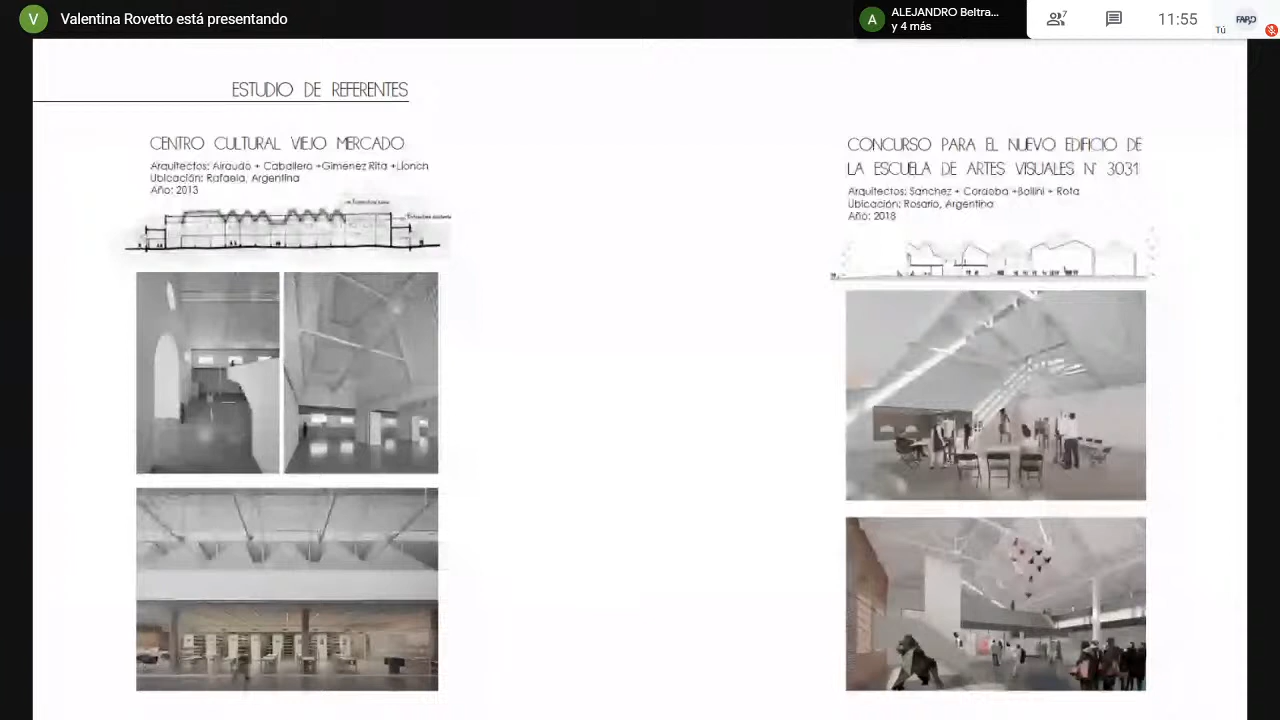 V
Valentina Rovetto está presentando
A
ALEJANDRO Beltra...
y 4 más
7
11:55
Tú
FAPyD
ESTUDIO DE REFERENTES
CENTRO CULTURAL VIEJO MERCADO
Arquitectos: Airaudo + Caballero +Gimenez Rita +Llonch
Ubicación: Rafaela, Argentina
Año: 2013
CONCURSO PARA EL NUEVO EDIFICIO DE
LA ESCUELA DE ARTES VISUALES N° 3031
Arquitectos: Sanchez + Cordoba +Bollini + Rota
Ubicación: Rosario, Argentina
Año: 2018